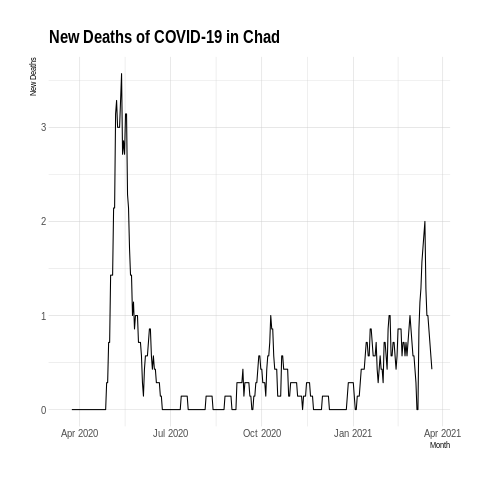 New Deaths of COVID-19 in Chad
New Deaths
3
2
1
0
Apr 2020
Jul 2020
Oct 2020
Jan 2021
Apr 2021
Month